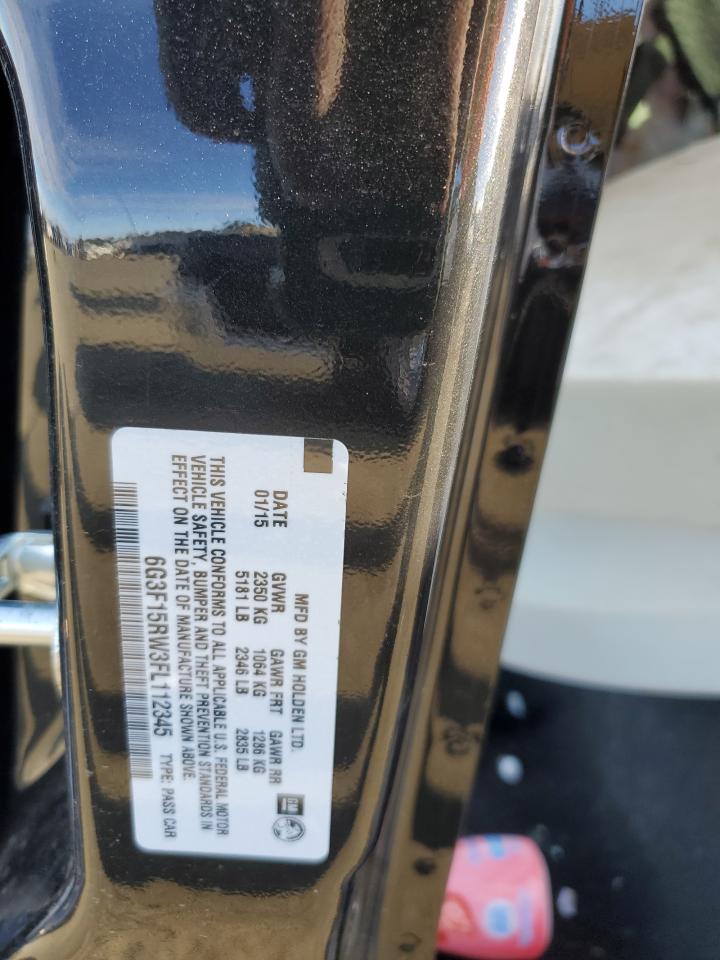 MFD BY GM HOLDEN LTD.
DATE GVWR GAWR FRT GAWR RR
01/15 2350 KG 1064 KG 1286 KG
5181 LB 2346 LB 2835 LB
THIS VEHICLE CONFORMS TO ALL APPLICABLE U.S. FEDERAL MOTOR
VEHICLE SAFETY, BUMPER AND THEFT PREVENTION STANDARDS IN
EFFECT ON THE DATE OF MANUFACTURE SHOWN ABOVE.
6G3F15RW3FL112345 TYPE: PASS CAR
GM